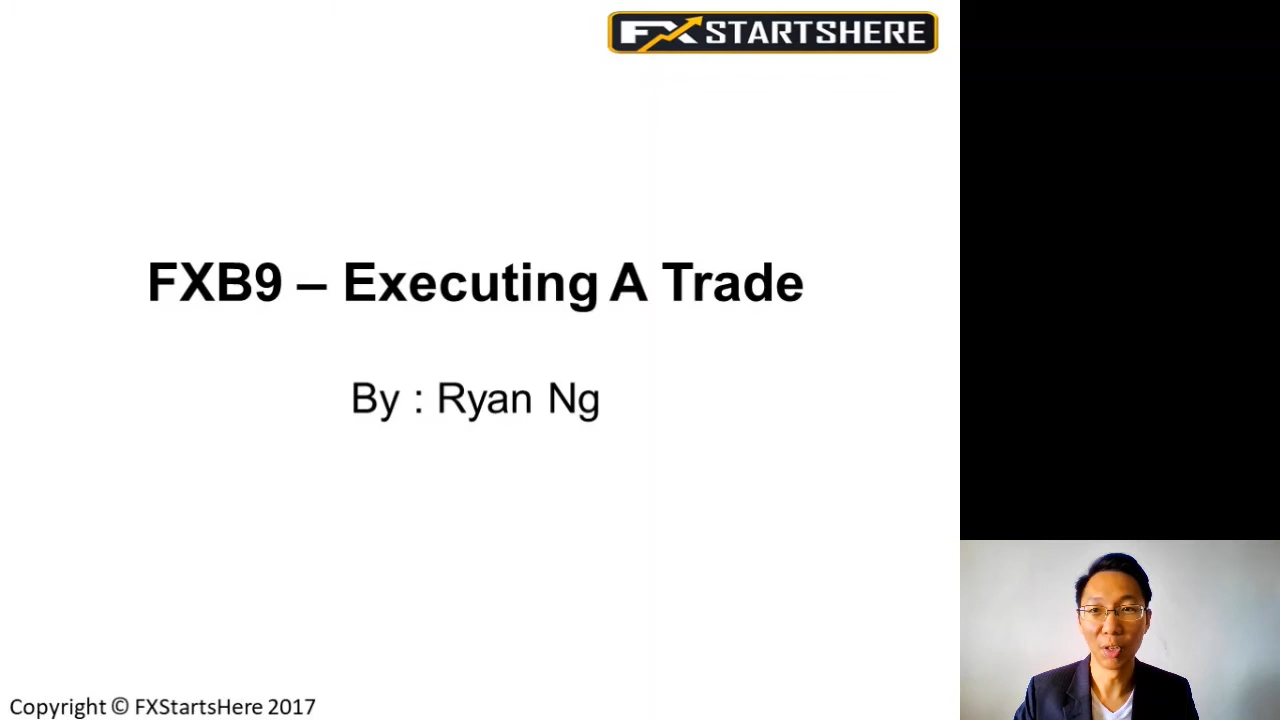 FXSTARTSHERE
FXB9 – Executing A Trade
By : Ryan Ng
Copyright © FXStartsHere 2017